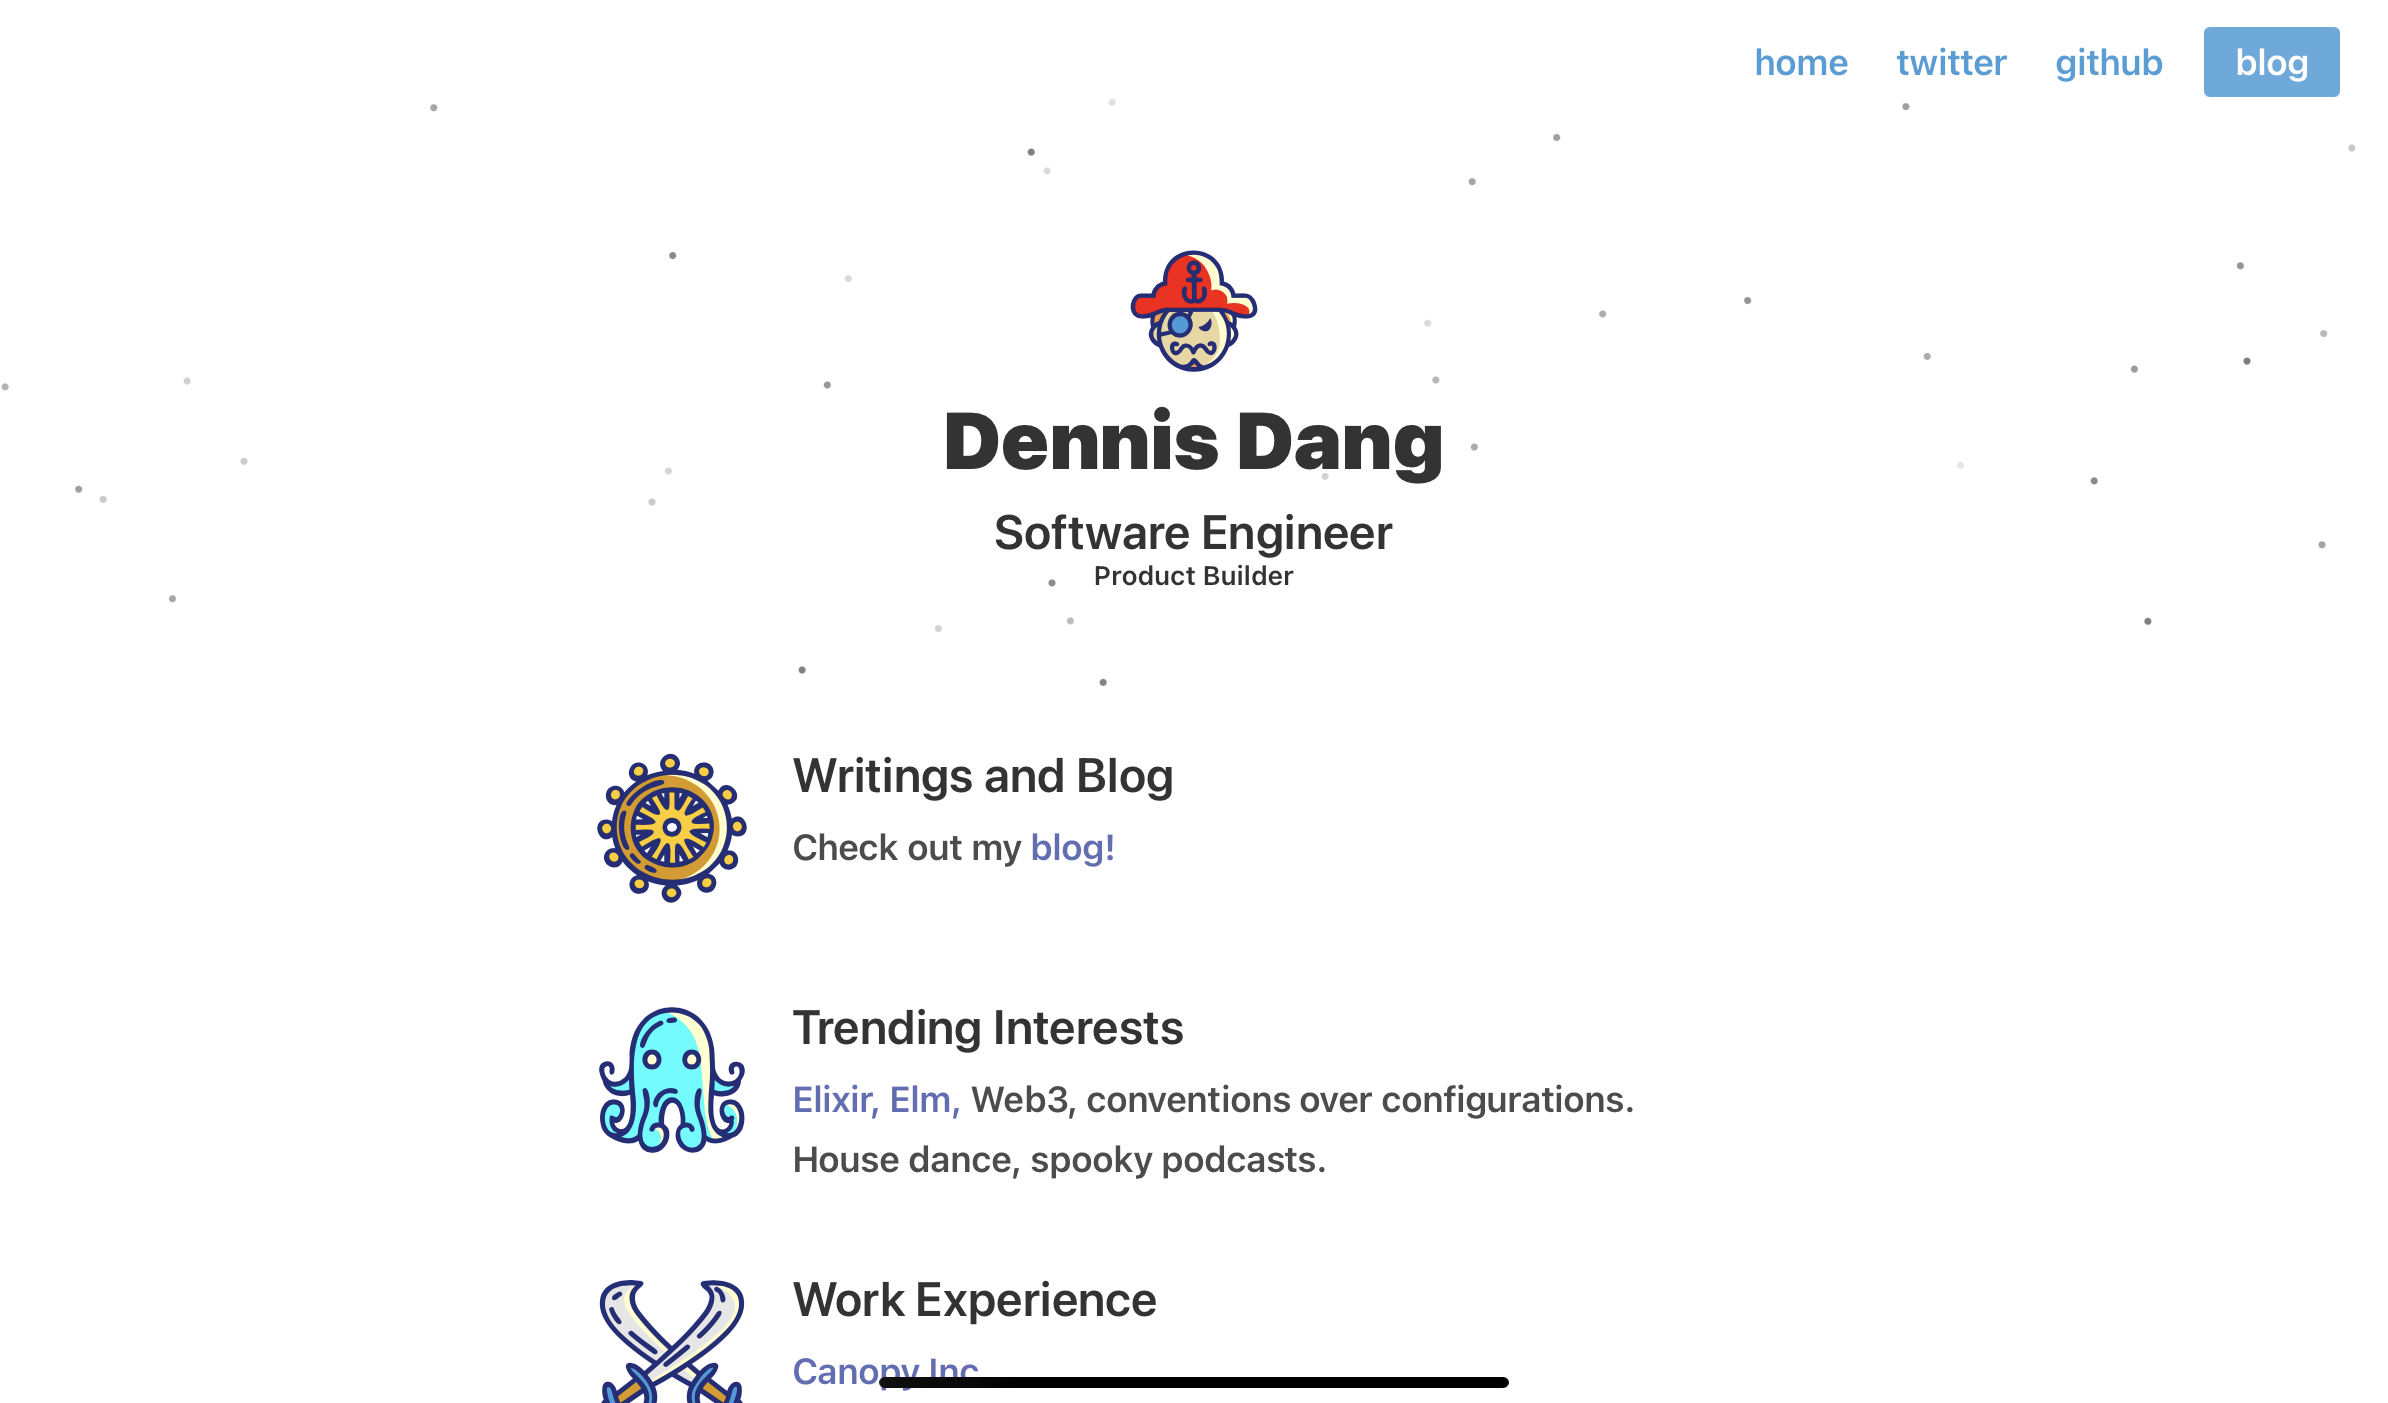 home twitter github blog
Dennis Dang
Software Engineer
Product Builder
Writings and Blog
Check out my blog!
Trending Interests
Elixir, Elm, Web3, conventions over configurations.
House dance, spooky podcasts.
Work Experience
Canopy Inc